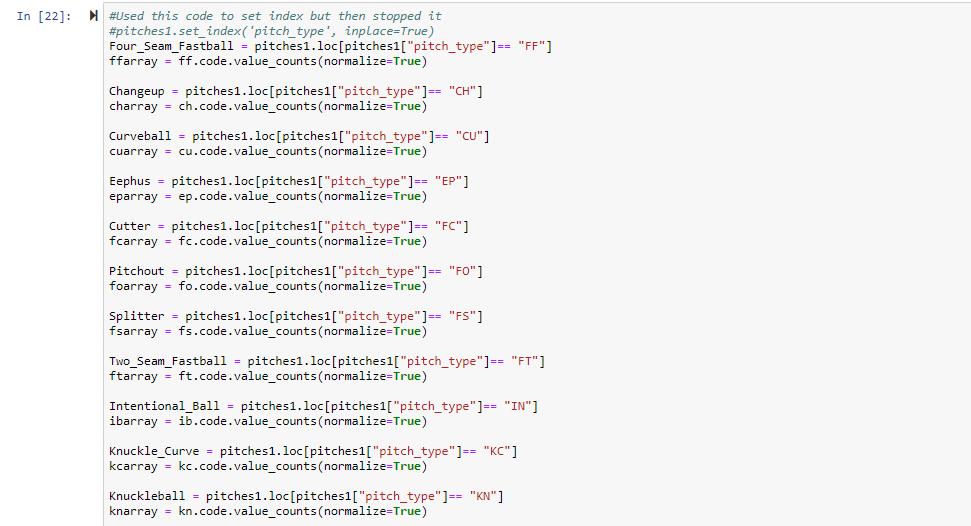 In [22]:
#Used this code to set index but then stopped it
#pitches1.set_index('pitch_type', inplace=True)
Four_Seam_Fastball = pitches1.loc[pitches1["pitch_type"]== "FF"]
ffarray = ff.code.value_counts(normalize=True)
Changeup = pitches1.loc[pitches1["pitch_type"]== "CH"]
charray = ch.code.value_counts(normalize=True)
Curveball = pitches1.loc[pitches1["pitch_type"]== "CU"]
cuarray = cu.code.value_counts(normalize=True)
Eephus = pitches1.loc[pitches1["pitch_type"]== "EP"]
eparray = ep.code.value_counts(normalize=True)
Cutter = pitches1.loc[pitches1["pitch_type"]== "FC"]
fcarray = fc.code.value_counts(normalize=True)
Pitchout = pitches1.loc[pitches1["pitch_type"]== "FO"]
foarray = fo.code.value_counts(normalize=True)
Splitter = pitches1.loc[pitches1["pitch_type"]== "FS"]
fsarray = fs.code.value_counts(normalize=True)
Two_Seam_Fastball = pitches1.loc[pitches1["pitch_type"]== "FT"]
ftarray = ft.code.value_counts(normalize=True)
Intentional_Ball = pitches1.loc[pitches1["pitch_type"]== "IN"]
ibarray = ib.code.value_counts(normalize=True)
Knuckle_Curve = pitches1.loc[pitches1["pitch_type"]== "KC"]
kcarray = kc.code.value_counts(normalize=True)
Knuckleball = pitches1.loc[pitches1["pitch_type"]== "KN"]
knarray = kn.code.value_counts(normalize=True)